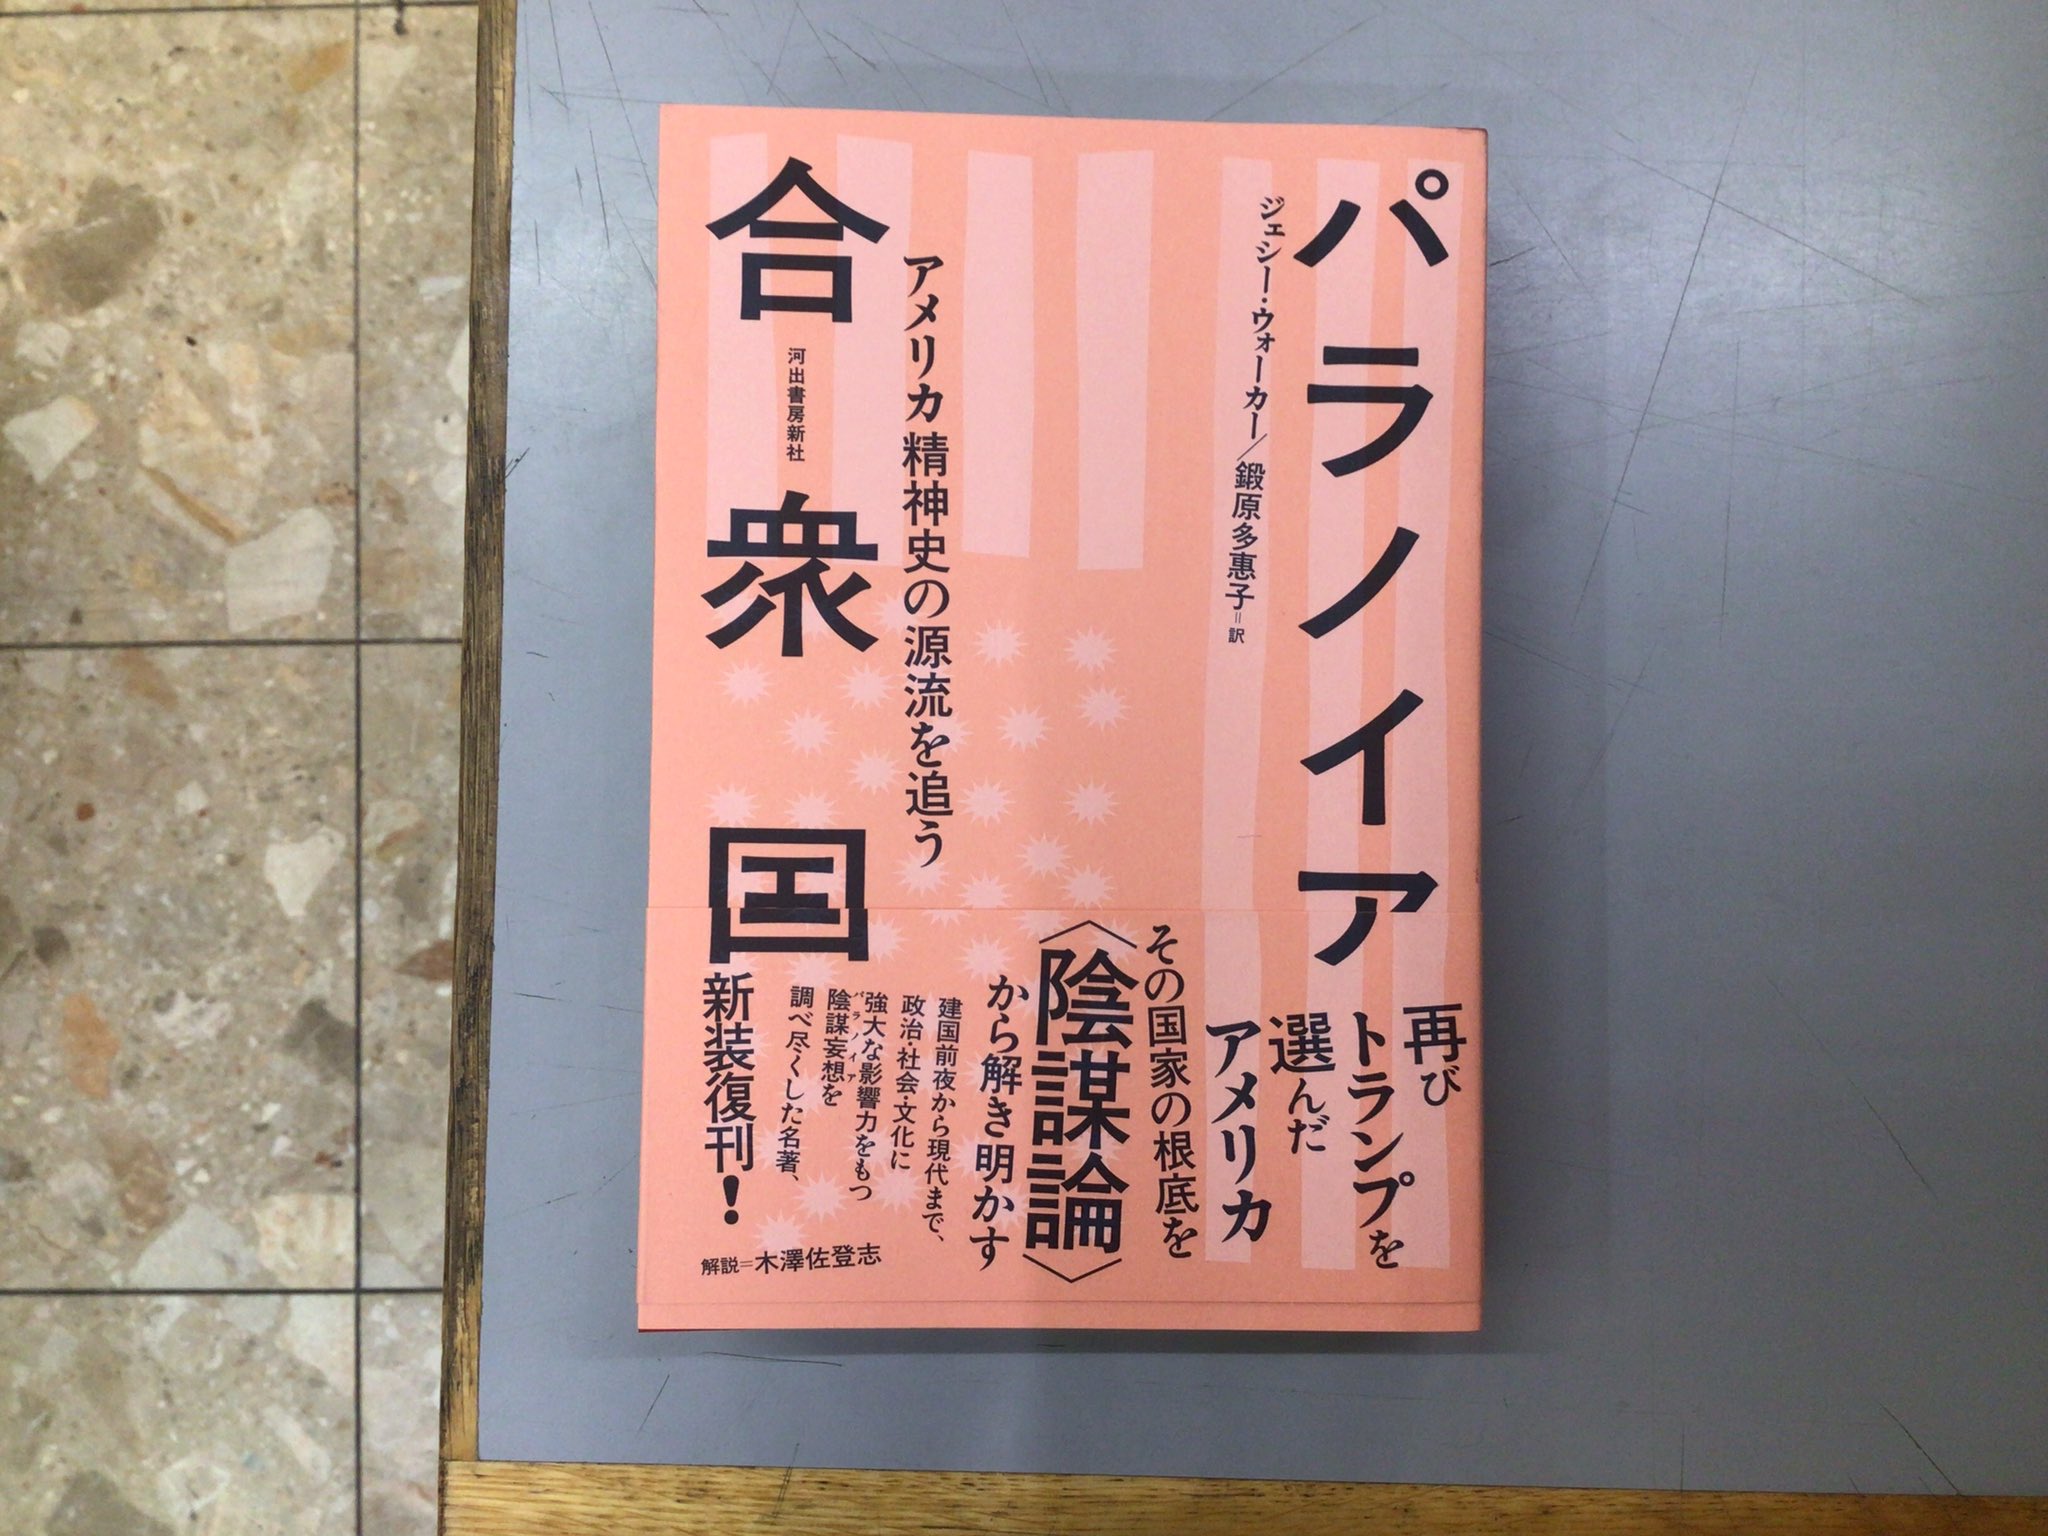 パラノイア
合衆国
ジェシー・ウォーカー/鍛原多惠子=訳
アメリカ精神史の源流を追う
河出書房新社
再び
トランプを
選んだ
アメリカ
その国家の根底を
〈陰謀論〉
から解き明かす
建国前夜から現代まで、
政治・社会・文化に
強大な影響力をもつ
パラノイア
陰謀妄想を
調べ尽くした名著、
新装復刊!
解説=木澤佐登志